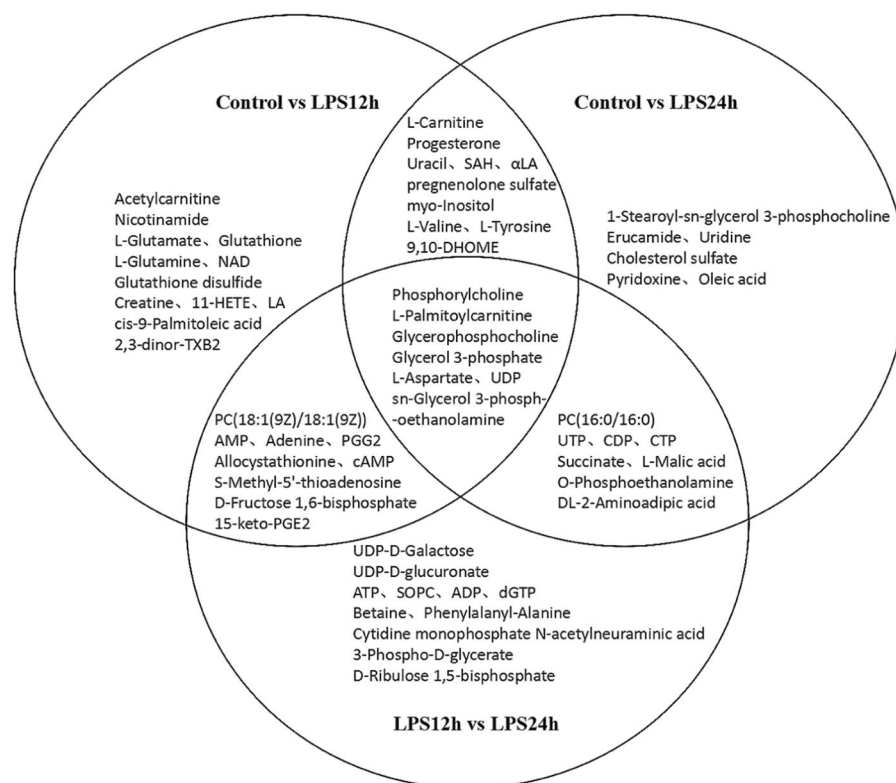 Control vs LPS12h
Control vs LPS24h
L-Carnitine
Progesterone
Uracil、SAH、αLA
pregnenolone sulfate
myo-Inositol
L-Valine、L-Tyrosine
9,10-DHOME
Acetylcarnitine
Nicotinamide
L-Glutamate、Glutathione
L-Glutamine、NAD
Glutathione disulfide
Creatine、11-HETE、LA
cis-9-Palmitoleic acid
2,3-dinor-TXB2
1-Stearoyl-sn-glycerol 3-phosphocholine
Erucamide、Uridine
Cholesterol sulfate
Pyridoxine、Oleic acid
Phosphorylcholine
L-Palmitoylcarnitine
Glycerophosphocholine
Glycerol 3-phosphate
L-Aspartate、UDP
sn-Glycerol 3-phosph-
-oethanolamine
PC(18:1(9Z)/18:1(9Z))
AMP、Adenine、PGG2
Allocystathionine、cAMP
S-Methyl-5'-thioadenosine
D-Fructose 1,6-bisphosphate
15-keto-PGE2
PC(16:0/16:0)
UTP、CDP、CTP
Succinate、L-Malic acid
O-Phosphoethanolamine
DL-2-Aminoadipic acid
UDP-D-Galactose
UDP-D-glucuronate
ATP、SOPC、ADP、dGTP
Betaine、Phenylalanyl-Alanine
Cytidine monophosphate N-acetylneuraminic acid
3-Phospho-D-glycerate
D-Ribulose 1,5-bisphosphate
LPS12h vs LPS24h